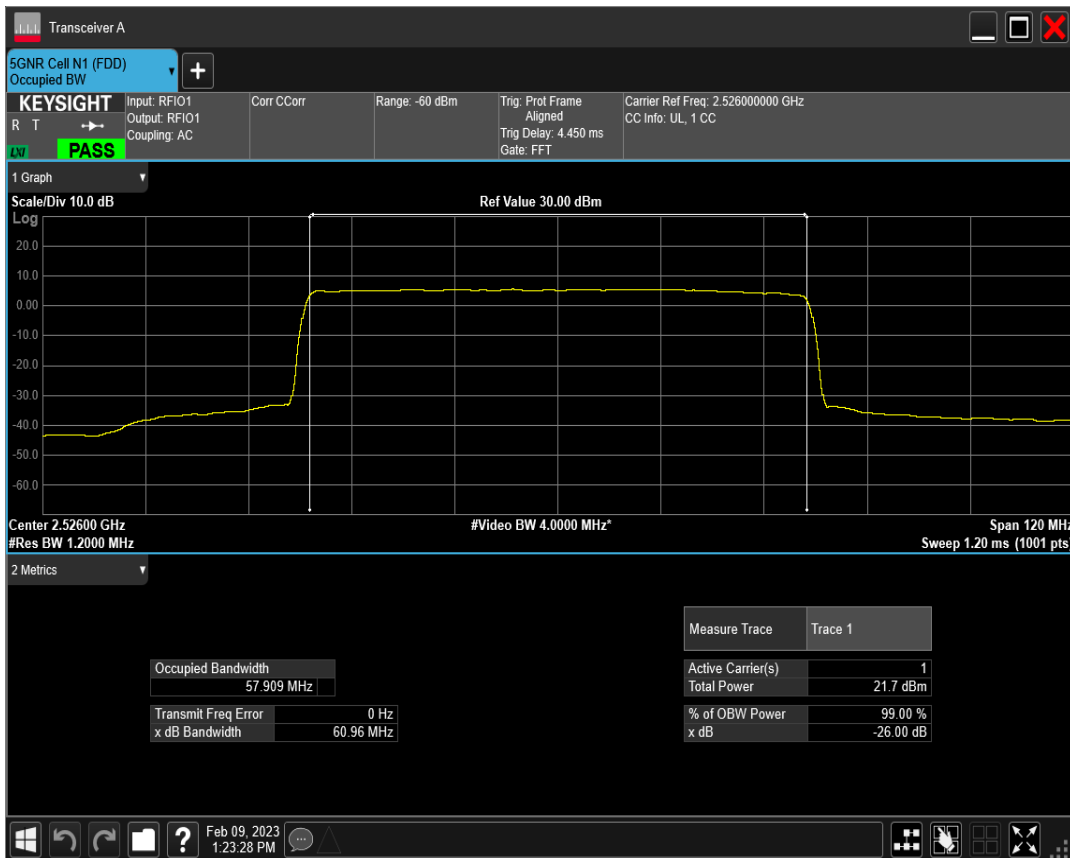 Transceiver A
5GNR Cell N1 (FDD)
Occupied BW
+
KEYSIGHT
R T
LXI
PASS
Input: RFIO1
Output: RFIO1
Coupling: AC
Corr CCorr
Range: -60 dBm
Trig: Prot Frame
Aligned
Trig Delay: 4.450 ms
Gate: FFT
Carrier Ref Freq: 2.526000000 GHz
CC Info: UL, 1 CC
1 Graph
Scale/Div 10.0 dB
Ref Value 30.00 dBm
Log
20.0
10.0
0.00
-10.0
-20.0
-30.0
-40.0
-50.0
-60.0
Center 2.52600 GHz
#Video BW 4.0000 MHz*
Span 120 MHz
#Res BW 1.2000 MHz
Sweep 1.20 ms (1001 pts)
2 Metrics
Measure Trace Trace 1
Occupied Bandwidth
57.909 MHz
Active Carrier(s) 1
Total Power 21.7 dBm
Transmit Freq Error 0 Hz
x dB Bandwidth 60.96 MHz
% of OBW Power 99.00 %
x dB -26.00 dB
?
Feb 09, 2023
1:23:28 PM